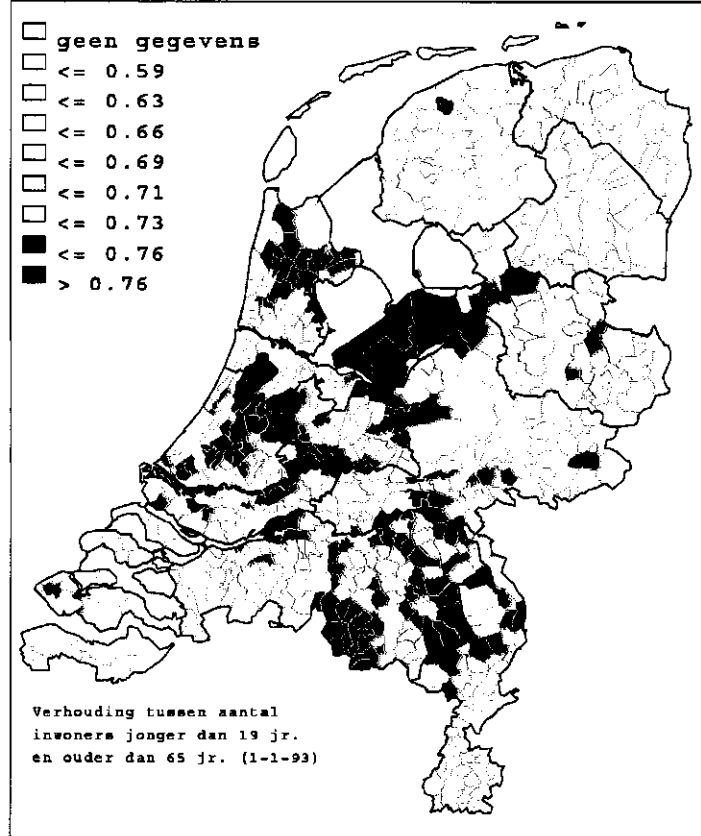 geen gegevens
<= 0.59
<= 0.63
<= 0.66
<= 0.69
<= 0.71
<= 0.73
<= 0.76
> 0.76
Verhouding tussen aantal
inwoners jonger dan 19 jr.
en ouder dan 65 jr. (1-1-93)